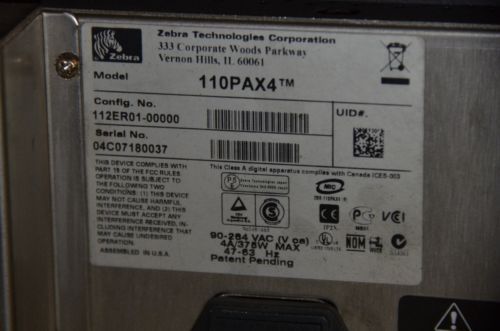 Zebra
Zebra Technologies Corporation
333 Corporate Woods Parkway
Vernon Hills, IL 60061
Model
110PAX4™
Config. No.
112ER01-00000
UID#.
Serial No.
04C07180037
THIS DEVICE COMPLIES WITH
PART 15 OF THE FCC RULES
OPERATION IS SUBJECT TO
THE FOLLOWING TWO
CONDITIONS: (1) THIS DEVICE
MAY NOT CAUSE HARMFUL
INTERFERENCE, AND (2) THIS
DEVICE MUST ACCEPT ANY
INTERFERENCE RECEIVED, IN-
CLUDING INTERFERENCE THAT
MAY CAUSE UNDESIRED
OPERATION.
ASSEMBLED IN U.S.A.
This Class A digital apparatus complies with Canada ICES-003
90-264 VAC (V ca)
4A/376W MAX
47-63 Hz
Patent Pending
VCI
NOM